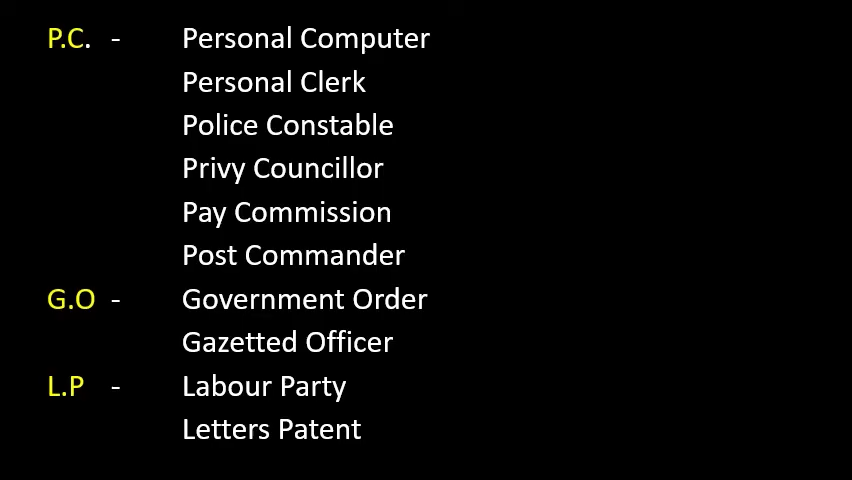 P.C. - Personal Computer
Personal Clerk
Police Constable
Privy Councillor
Pay Commission
Post Commander
G.O - Government Order
Gazetted Officer
L.P - Labour Party
Letters Patent